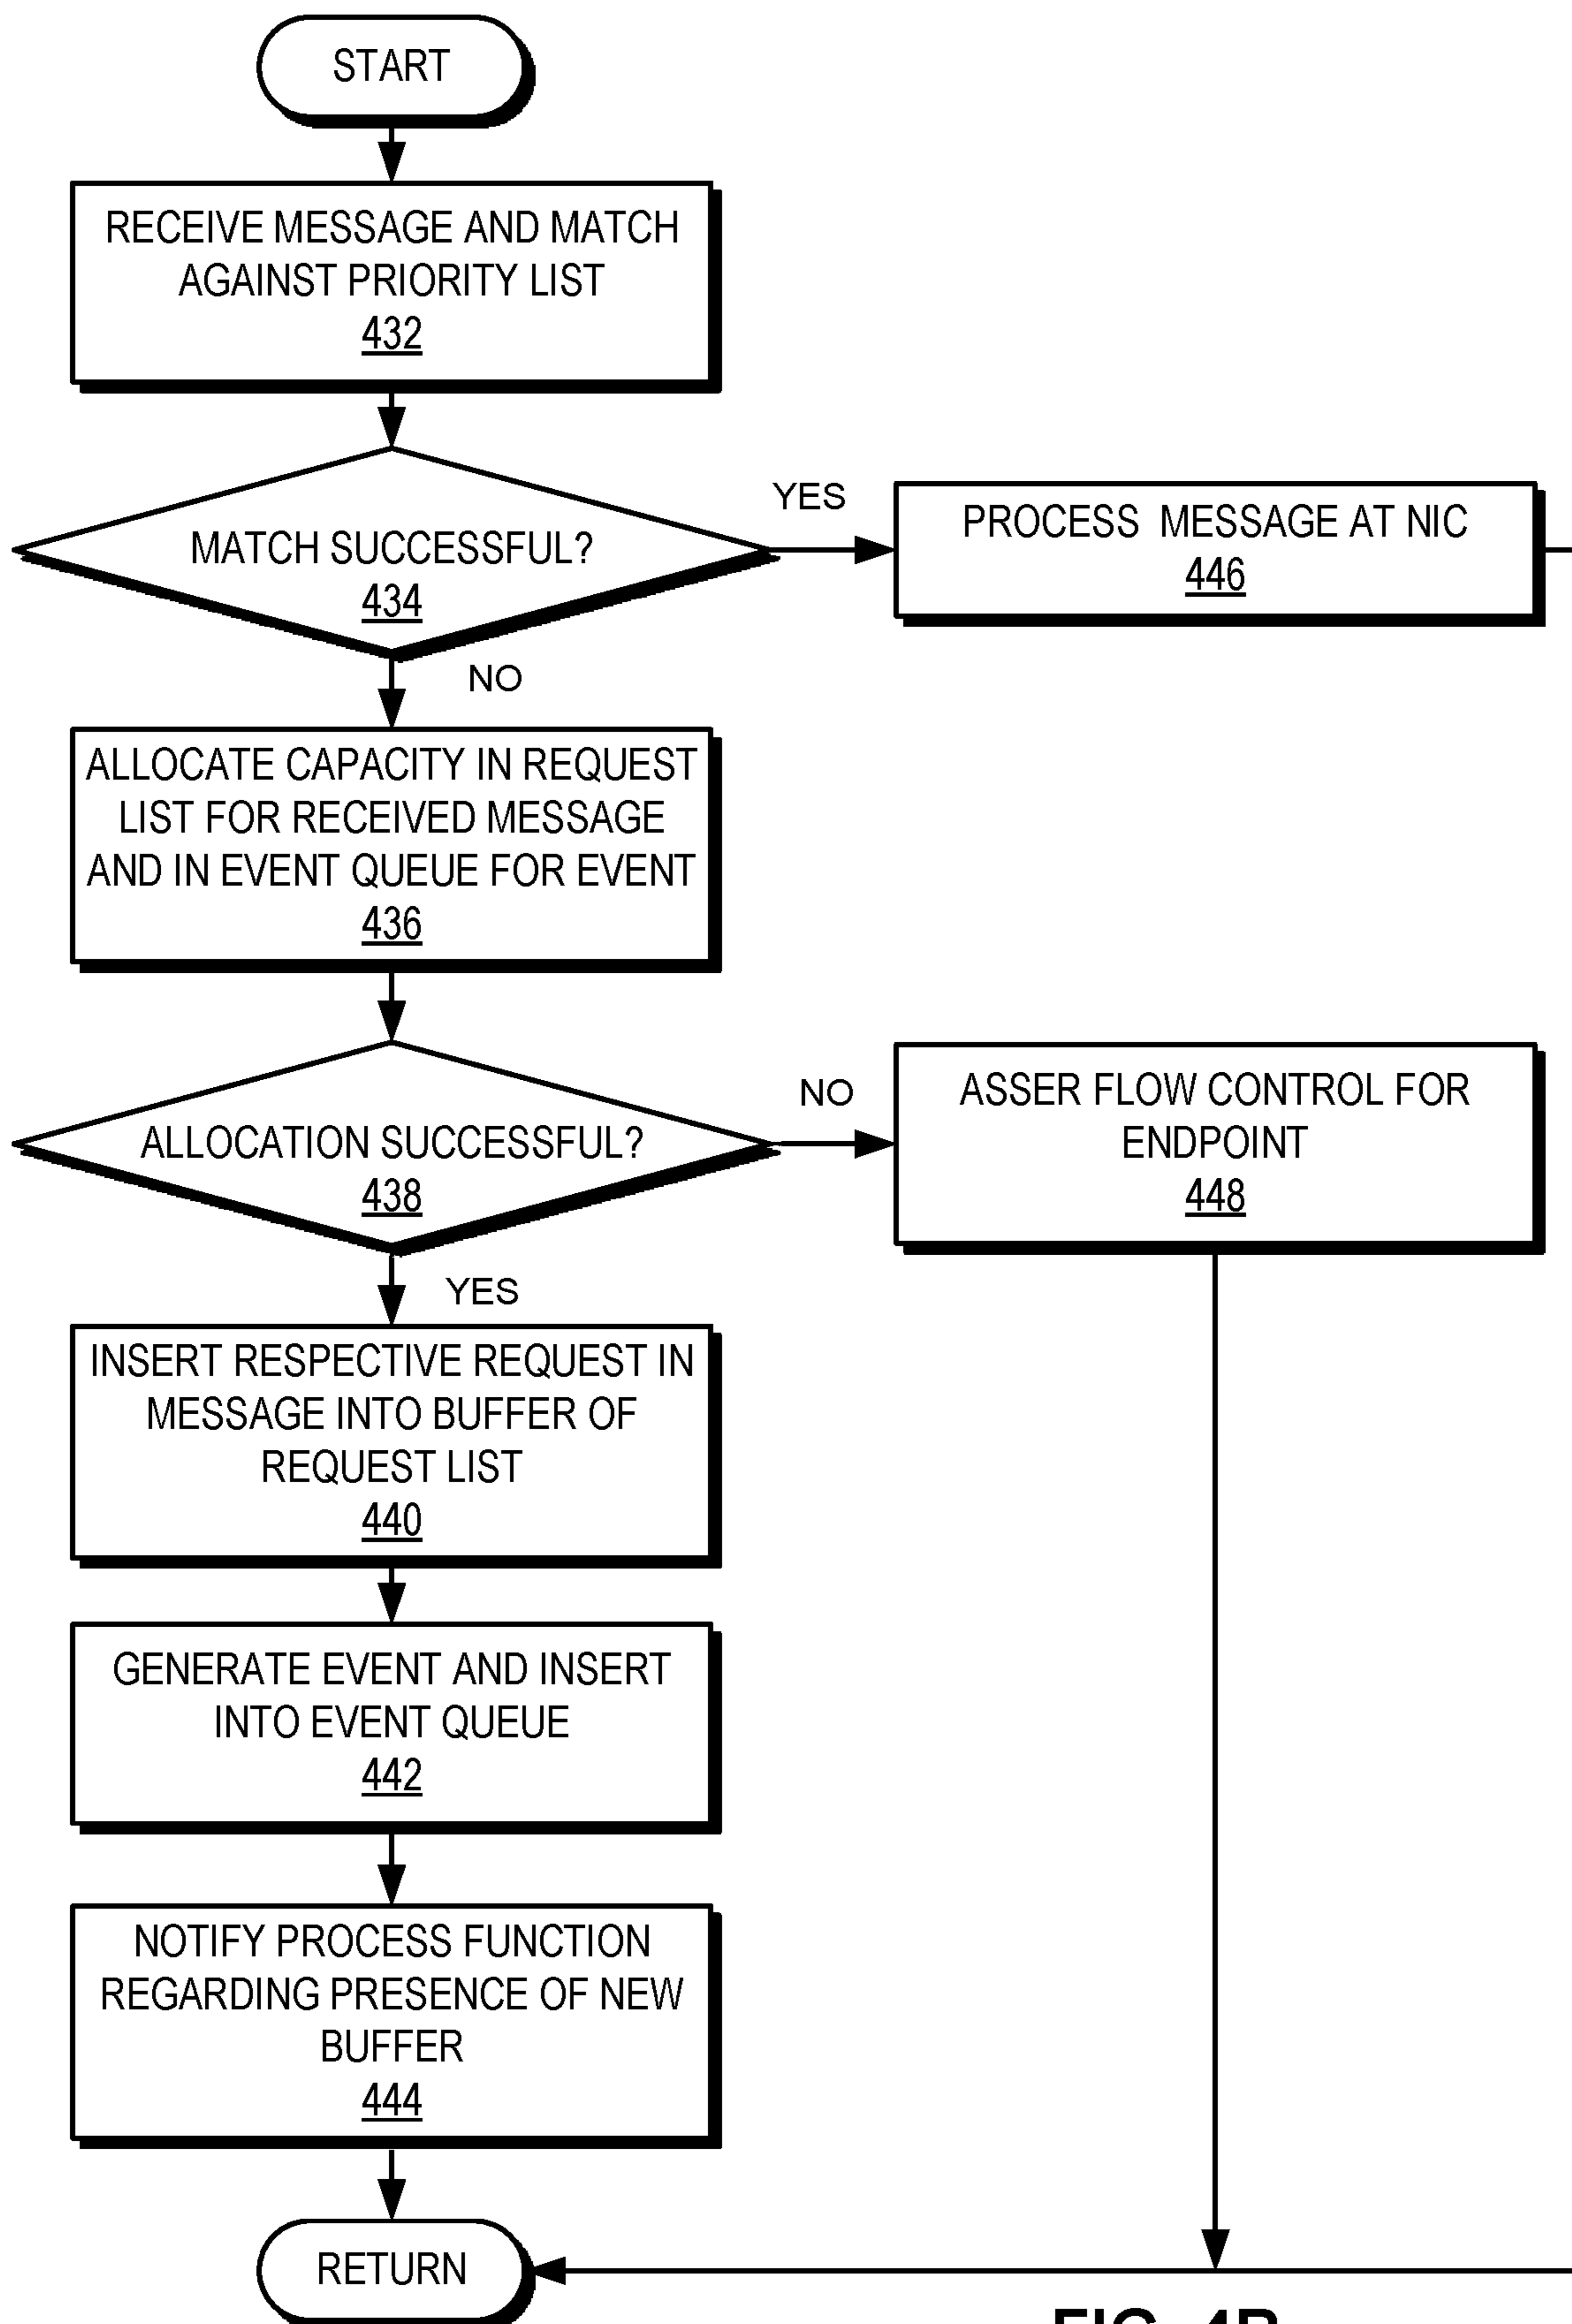 START
RECEIVE MESSAGE AND MATCH
AGAINST PRIORITY LIST
432
MATCH SUCCESSFUL?
434
YES
PROCESS MESSAGE AT NIC
446
NO
ALLOCATE CAPACITY IN REQUEST
LIST FOR RECEIVED MESSAGE
AND IN EVENT QUEUE FOR EVENT
436
ALLOCATION SUCCESSFUL?
438
NO
ASSER FLOW CONTROL FOR
ENDPOINT
448
YES
INSERT RESPECTIVE REQUEST IN
MESSAGE INTO BUFFER OF
REQUEST LIST
440
GENERATE EVENT AND INSERT
INTO EVENT QUEUE
442
NOTIFY PROCESS FUNCTION
REGARDING PRESENCE OF NEW
BUFFER
444
RETURN
FIG. 4B